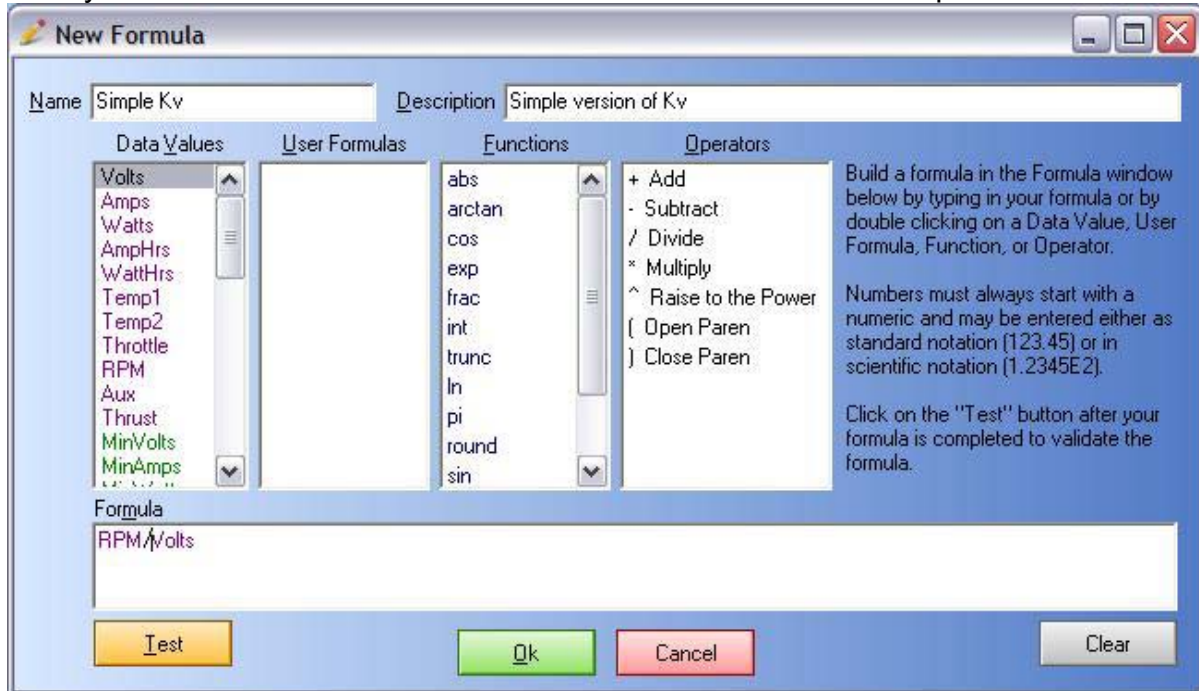 New Formula
Name Simple Kv Description Simple version of Kv
Data Values User Formulas Functions Operators
Volts
Amps
Watts
AmpHrs
WattHrs
Temp1
Temp2
Throttle
RPM
Aux
Thrust
MinVolts
MinAmps
abs
arctan
cos
exp
frac
int
trunc
ln
pi
round
sin
+ Add
- Subtract
/ Divide
* Multiply
^ Raise to the Power
( Open Paren
) Close Paren
Build a formula in the Formula window
below by typing in your formula or by
double clicking on a Data Value, User
Formula, Function, or Operator.
Numbers must always start with a
numeric and may be entered either as
standard notation (123.45) or in
scientific notation (1.2345E2).
Click on the "Test" button after your
formula is completed to validate the
formula.
Formula
RPM/Volts
Test Ok Cancel Clear